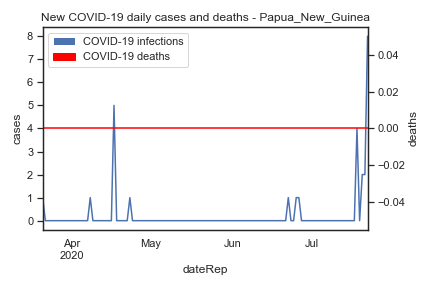 New COVID-19 daily cases and deaths - Papua_New_Guinea
COVID-19 infections
COVID-19 deaths
8
7
6
5
4
3
2
1
0
cases
0.04
0.02
0.00
−0.02
−0.04
deaths
Apr
2020
May
Jun
Jul
dateRep